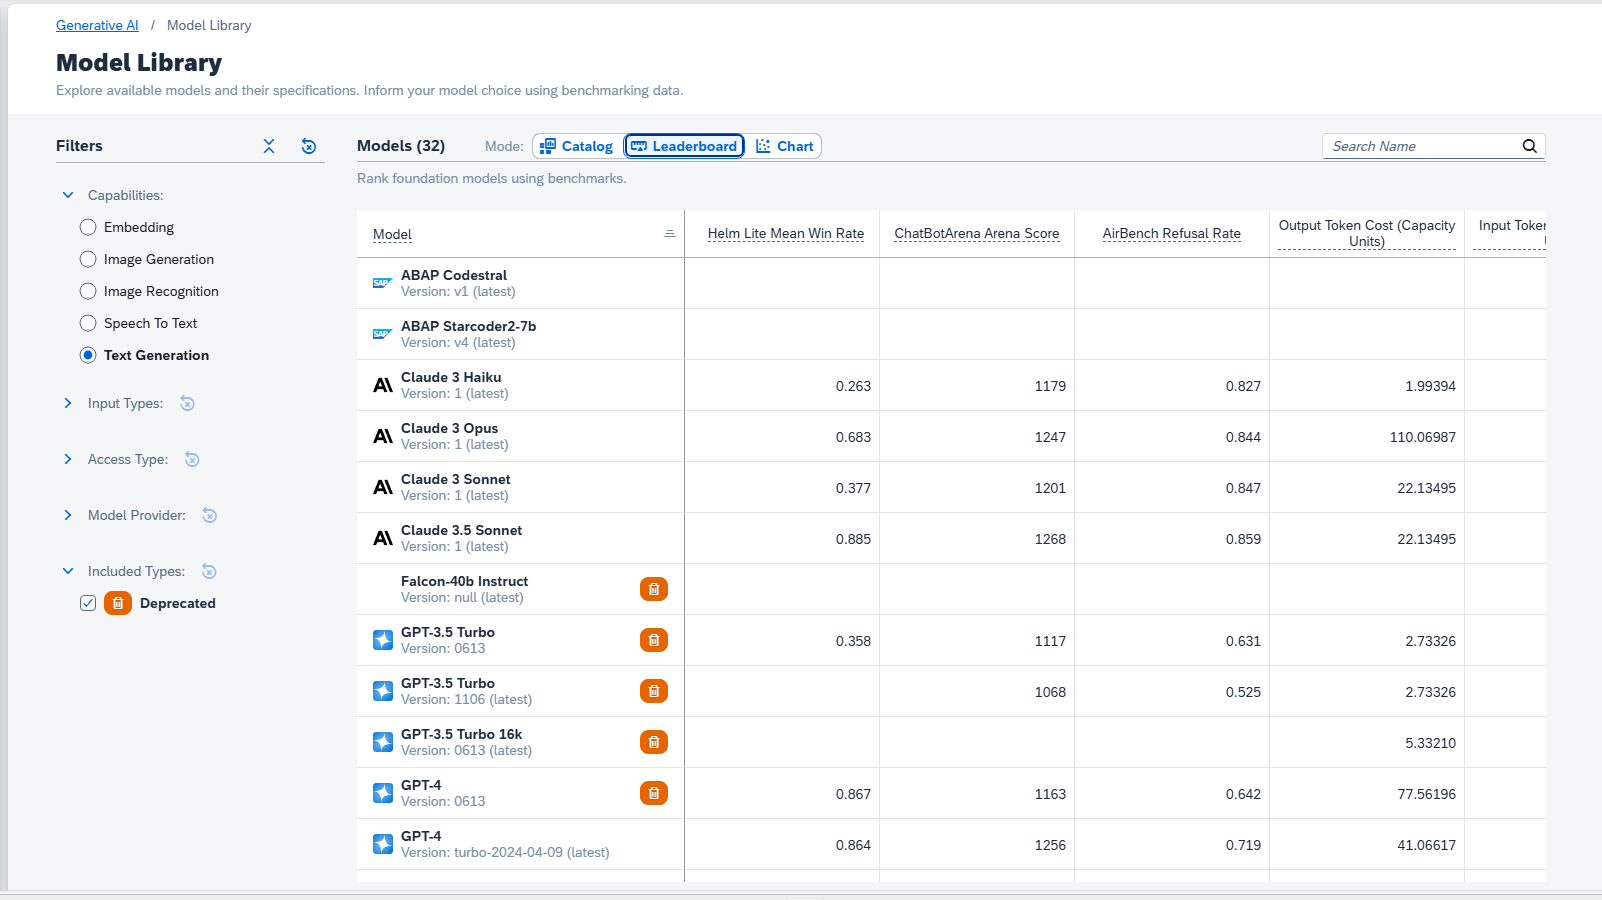 Generative AI / Model Library
Model Library
Explore available models and their specifications. Inform your model choice using benchmarking data.
Filters
Capabilities:
Embedding
Image Generation
Image Recognition
Speech To Text
Text Generation
Input Types:
Access Type:
Model Provider:
Included Types:
Deprecated
Models (32) Mode: Catalog Leaderboard Chart Search Name
Rank foundation models using benchmarks.
Model Helm Lite Mean Win Rate ChatBotArena Arena Score AirBench Refusal Rate Output Token Cost (Capacity Units) Input Token
SAP ABAP Codestral
Version: v1 (latest)
SAP ABAP Starcoder2-7b
Version: v4 (latest)
Claude 3 Haiku 0.263 1179 0.827 1.99394
Version: 1 (latest)
Claude 3 Opus 0.683 1247 0.844 110.06987
Version: 1 (latest)
Claude 3 Sonnet 0.377 1201 0.847 22.13495
Version: 1 (latest)
Claude 3.5 Sonnet 0.885 1268 0.859 22.13495
Version: 1 (latest)
Falcon-40b Instruct
Version: null (latest)
GPT-3.5 Turbo 0.358 1117 0.631 2.73326
Version: 0613
GPT-3.5 Turbo 1068 0.525 2.73326
Version: 1106 (latest)
GPT-3.5 Turbo 16k 5.33210
Version: 0613 (latest)
GPT-4 0.867 1163 0.642 77.56196
Version: 0613
GPT-4 0.864 1256 0.719 41.06617
Version: turbo-2024-04-09 (latest)